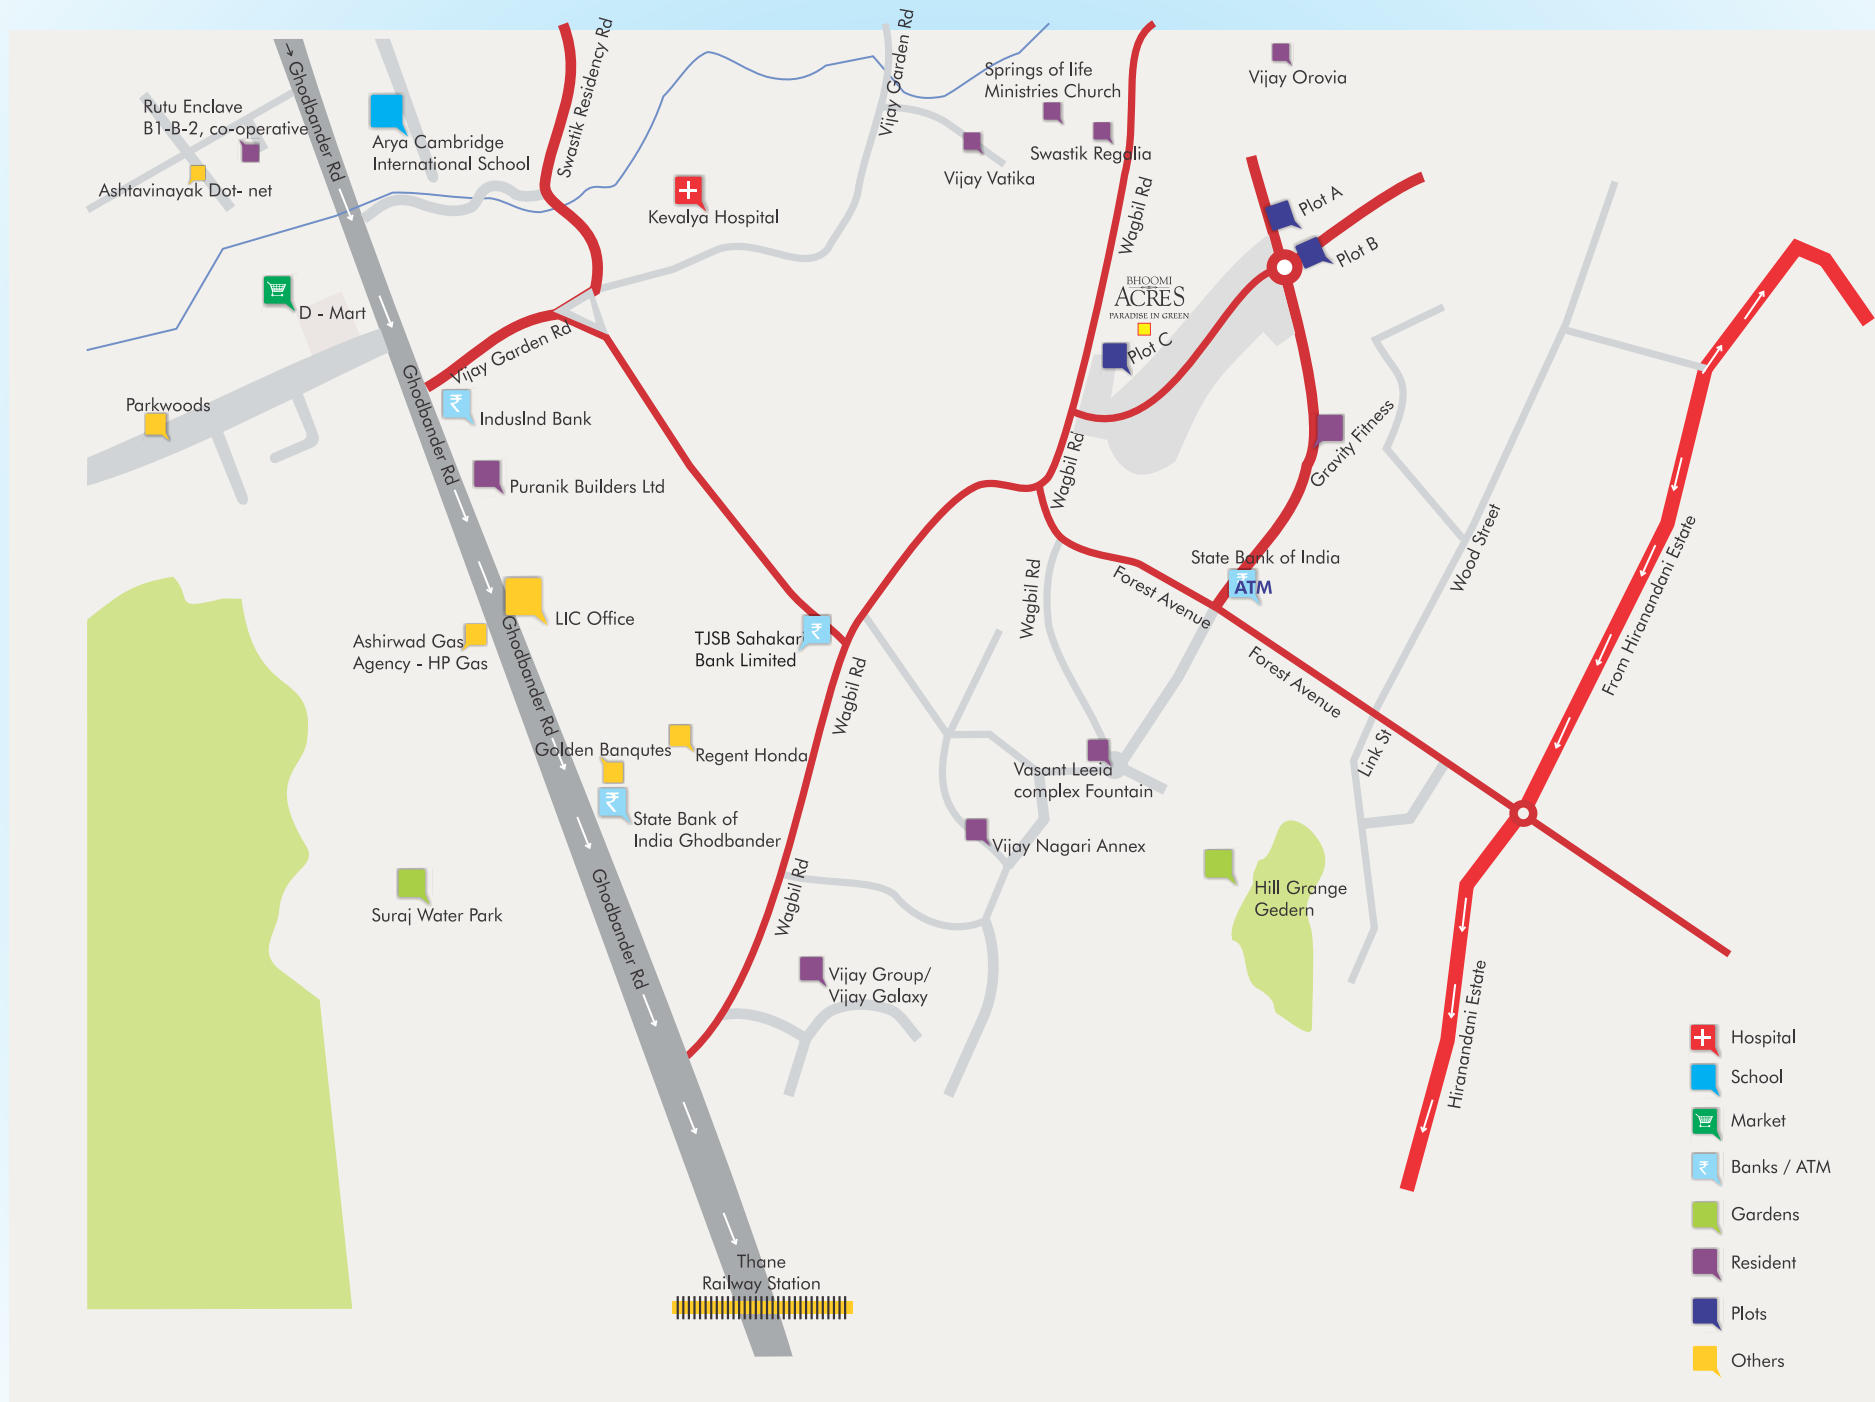 Ghodbander Rd
Swastik Residency Rd
Vijay Garden Rd
Rutu Enclave
B1-B-2, co-operative
Ashtavinayak Dot- net
Arya Cambridge
International School
Kevalya Hospital
Springs of life
Ministries Church
Swastik Regalia
Vijay Vatika
Vijay Orovia
Wagbil Rd
Plot A
Plot B
BHOOMI
ACRES
PARADISE IN GREEN
Plot C
D - Mart
Vijay Garden Rd
Parkwoods
Ghodbander Rd
IndusInd Bank
Puranik Builders Ltd
Wagbil Rd
Gravity Fitness
State Bank of India
ATM
Wagbil Rd
Forest Avenue
Wood Street
From Hiranandani Estate
LIC Office
Ashirwad Gas
Agency - HP Gas
Ghodbander Rd
TJSB Sahakari
Bank Limited
Wagbil Rd
Forest Avenue
Link St
Golden Banqutes
Regent Honda
State Bank of
India Ghodbander
Vasant Leeia
complex Fountain
Vijay Nagari Annex
Hill Grange
Gedern
Suraj Water Park
Ghodbander Rd
Wagbil Rd
Vijay Group/
Vijay Galaxy
Hiranandani Estate
Thane
Railway Station
Hospital
School
Market
Banks / ATM
Gardens
Resident
Plots
Others